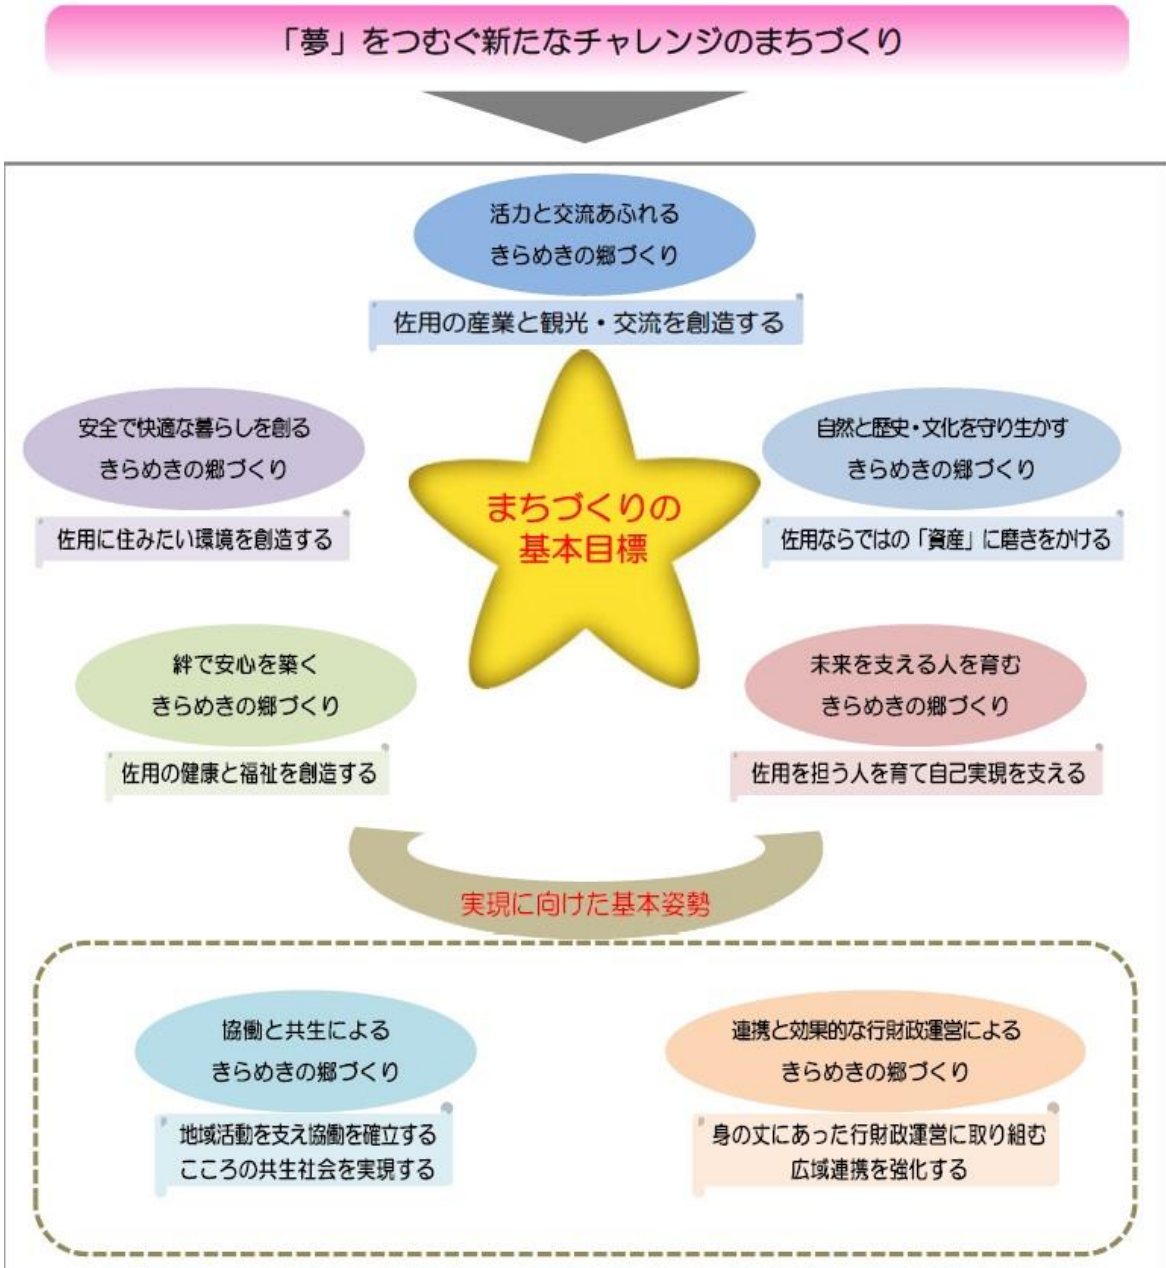 「夢」をつむぐ新たなチャレンジのまちづくり
活力と交流あふれる
きらめきの郷づくり
佐用の産業と観光・交流を創造する
安全で快適な暮らしを創る
きらめきの郷づくり
佐用に住みたい環境を創造する
自然と歴史・文化を守り生かす
きらめきの郷づくり
佐用ならではの「資産」に磨きをかける
まちづくりの
基本目標
絆で安心を築く
きらめきの郷づくり
佐用の健康と福祉を創造する
未来を支える人を育む
きらめきの郷づくり
佐用を担う人を育て自己実現を支える
実現に向けた基本姿勢
協働と共生による
きらめきの郷づくり
地域活動を支え協働を確立する
こころの共生社会を実現する
連携と効果的な行財政運営による
きらめきの郷づくり
身の丈にあった行財政運営に取り組む
広域連携を強化する